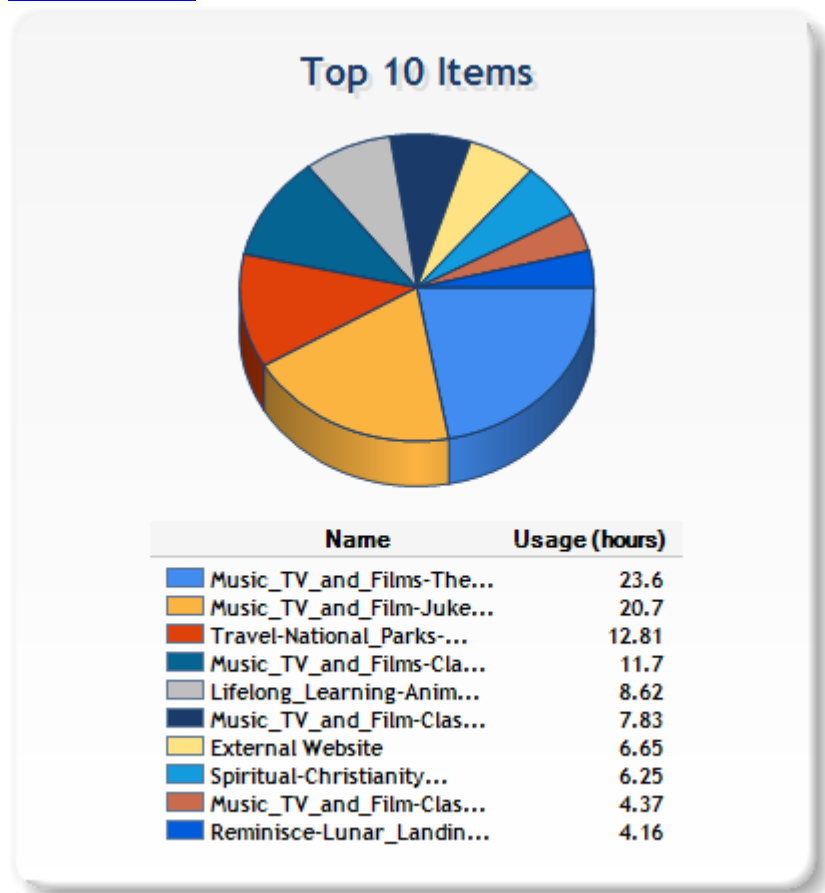 Top 10 Items
Name Usage (hours)
Music_TV_and_Films-The... 23.6
Music_TV_and_Film-Juke... 20.7
Travel-National_Parks-... 12.81
Music_TV_and_Films-Cla... 11.7
Lifelong_Learning-Anim... 8.62
Music_TV_and_Film-Clas... 7.83
External Website 6.65
Spiritual-Christianity... 6.25
Music_TV_and_Film-Clas... 4.37
Reminisce-Lunar_Landin... 4.16